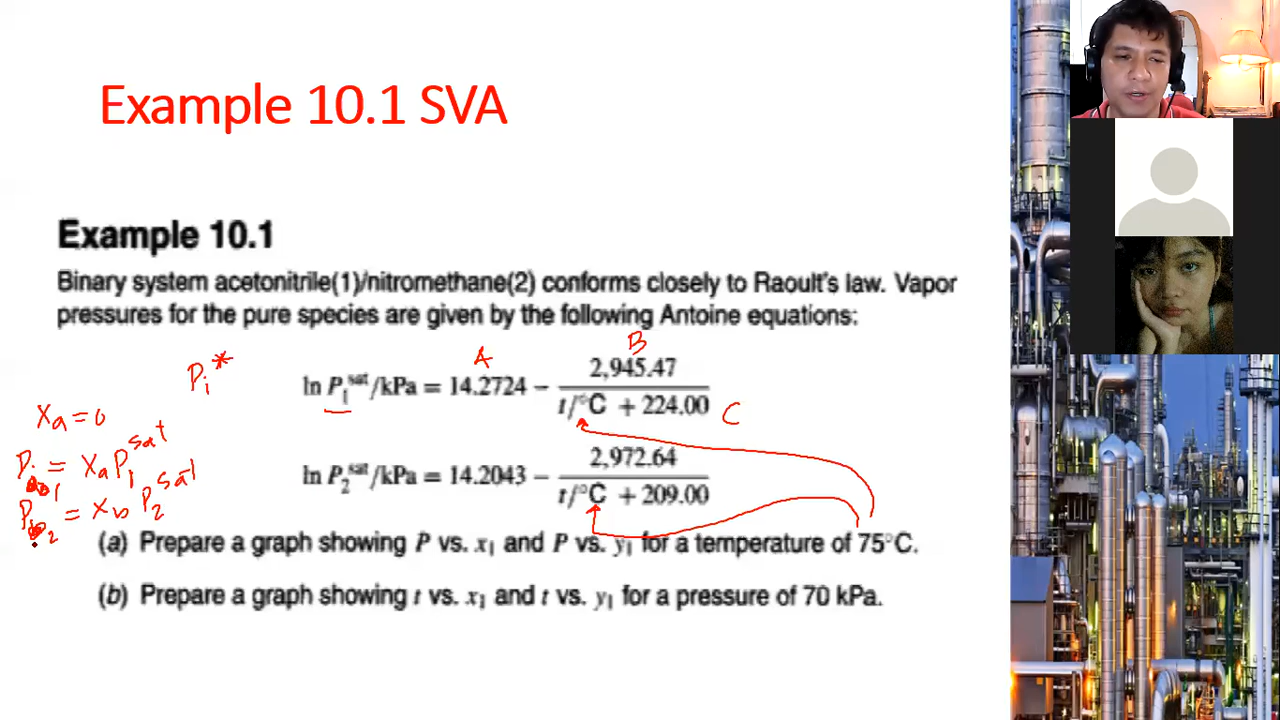 Example 10.1 SVA
Example 10.1
Binary system acetonitrile(1)/nitromethane(2) conforms closely to Raoult's law. Vapor
pressures for the pure species are given by the following Antoine equations:
B
A
Pᵢ*
ln P₁ˢᵃᵗ/kPa = 14.2724 − 2,945.47 / (t/°C + 224.00)
C
xₐ = 0
= xₐ P₁ˢᵃᵗ
ln P₂ˢᵃᵗ/kPa = 14.2043 − 2,972.64 / (t/°C + 209.00)
= x_b P₂ˢᵃᵗ
(a) Prepare a graph showing P vs. x₁ and P vs. y₁ for a temperature of 75°C.
(b) Prepare a graph showing t vs. x₁ and t vs. y₁ for a pressure of 70 kPa.